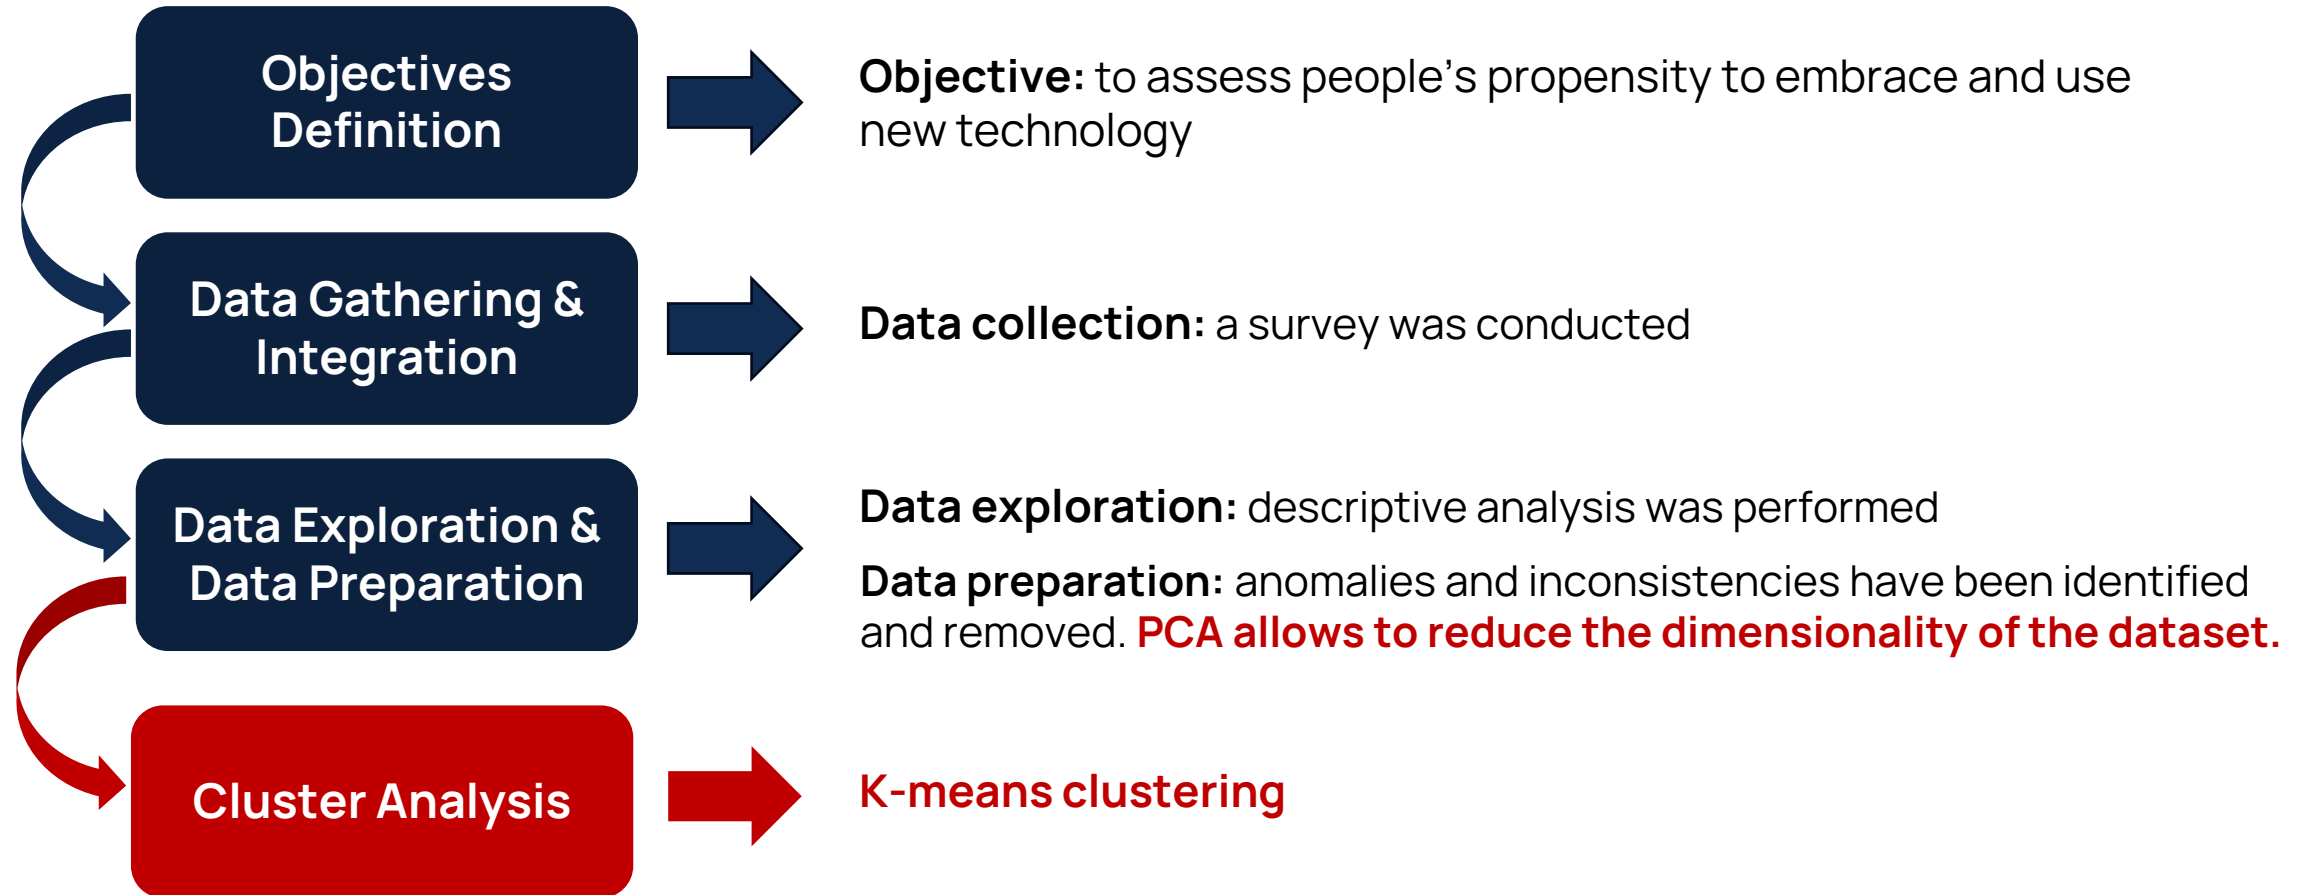 Objectives
Definition
Objective: to assess people’s propensity to embrace and use
new technology
Data Gathering &
Integration
Data collection: a survey was conducted
Data Exploration &
Data Preparation
Data exploration: descriptive analysis was performed
Data preparation: anomalies and inconsistencies have been identified
and removed. PCA allows to reduce the dimensionality of the dataset.
Cluster Analysis
K-means clustering